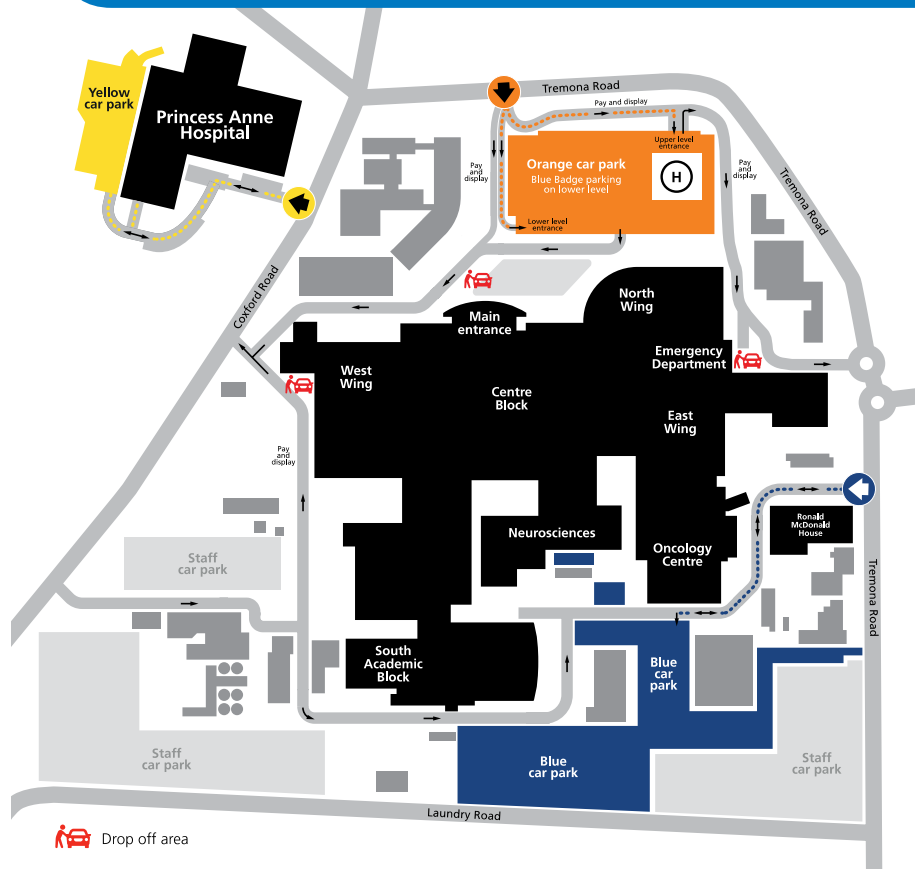 Yellow
car park
Princess Anne
Hospital
Tremona Road
Pay and display
Upper level
entrance
Orange car park
Blue Badge parking
on lower level
H
Pay
and
display
Pay
and
display
Tremona Road
Lower level
entrance
Coxford Road
North
Wing
Main
entrance
Emergency
Department
West
Wing
Centre
Block
East
Wing
Pay
and
display
Ronald
McDonald
House
Neurosciences
Oncology
Centre
Staff
car park
Tremona Road
South
Academic
Block
Blue
car
park
Staff
car park
Blue
car park
Staff
car park
Laundry Road
Drop off area